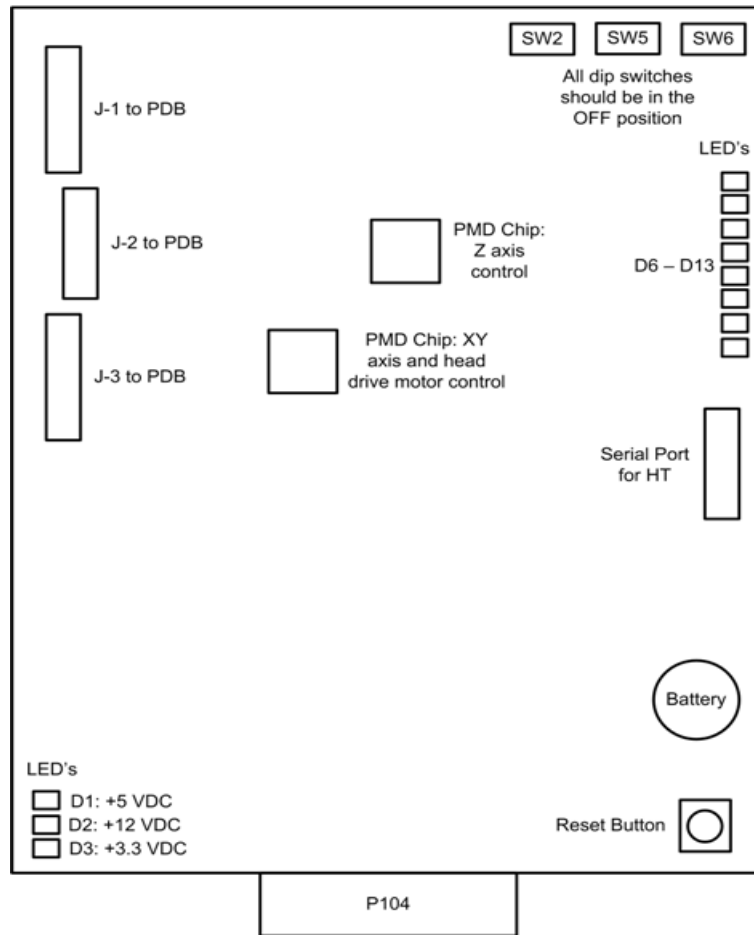 SW2
SW5
SW6
All dip switches
should be in the
OFF position
J-1 to PDB
LED's
J-2 to PDB
PMD Chip:
Z axis
control
D6 – D13
J-3 to PDB
PMD Chip: XY
axis and head
drive motor control
Serial Port
for HT
Battery
LED's
D1: +5 VDC
D2: +12 VDC
D3: +3.3 VDC
Reset Button
P104